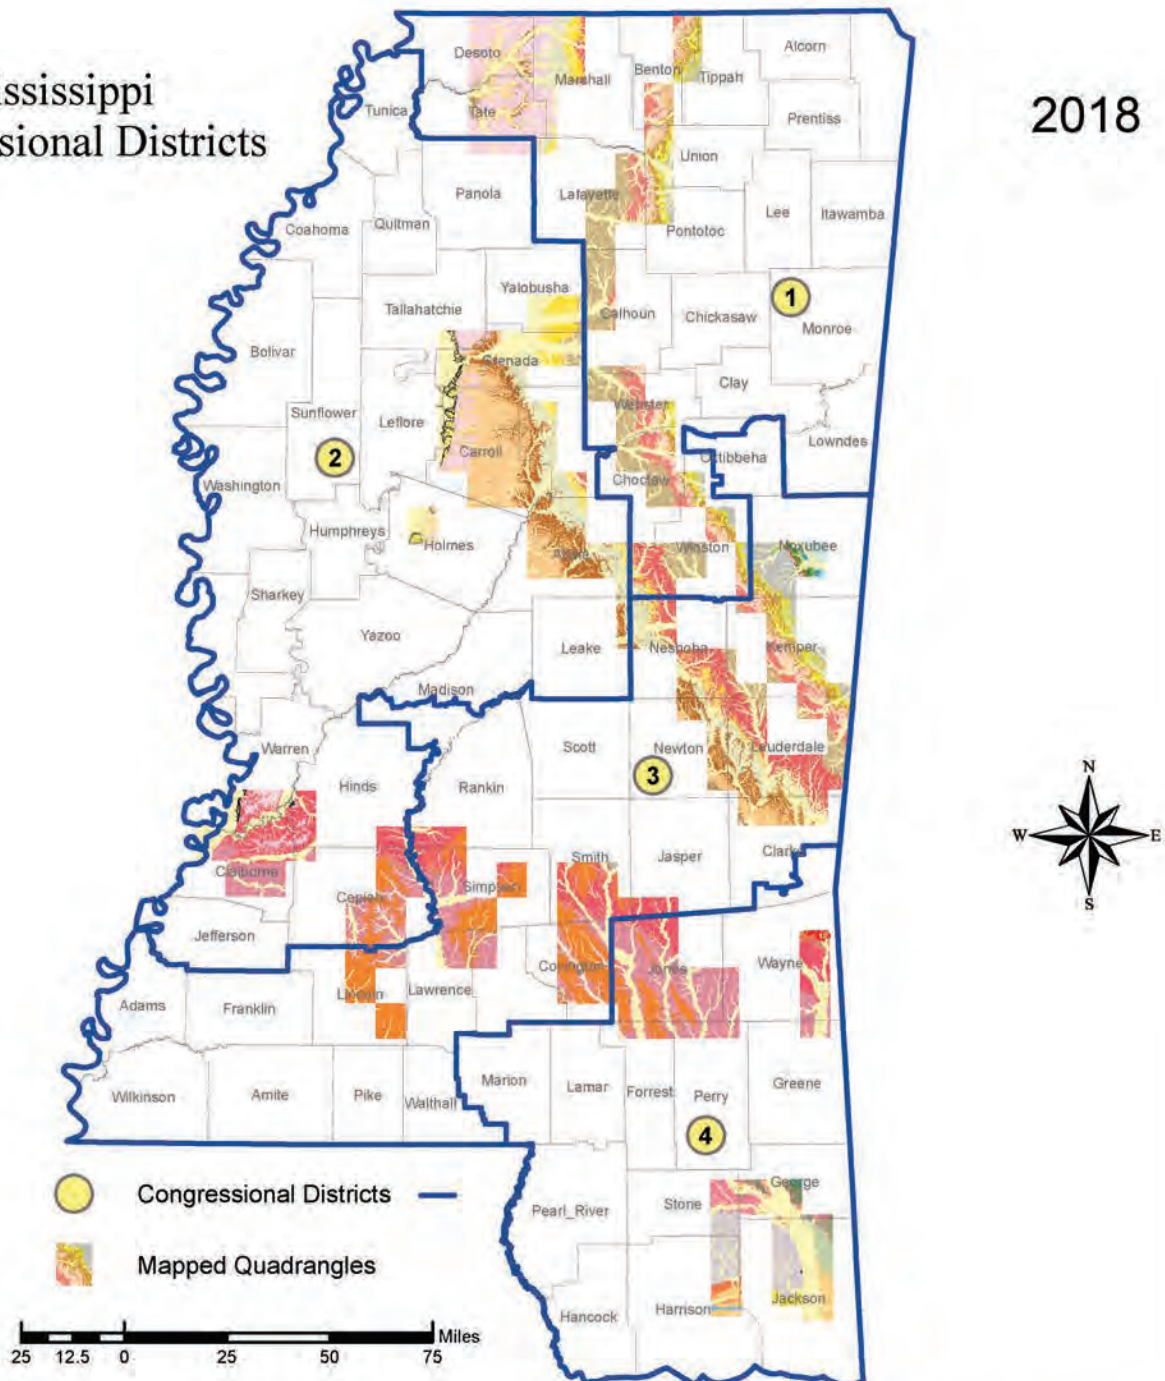 ssissippi
sional Districts
2018
Desoto
Marshall
Benton
Tippah
Alcorn
Tunica
Tate
Prentiss
Union
Panola
Lafayette
Lee
Itawamba
Coahoma
Quitman
Pontotoc
Yalobusha
Tallahatchie
Calhoun
Chickasaw
1
Monroe
Bolivar
Grenada
Clay
Sunflower
Leflore
Webster
Lowndes
2
Carroll
Oktibbeha
Washington
Choctaw
Humphreys
Holmes
Attala
Winston
Noxubee
Sharkey
Yazoo
Leake
Neshoba
Kemper
Madison
Warren
Scott
Newton
Lauderdale
3
Hinds
Rankin
N
W
E
S
Claiborne
Smith
Jasper
Clarke
Copiah
Simpson
Jefferson
Covington
Jones
Wayne
Adams
Franklin
Lincoln
Lawrence
Wilkinson
Amite
Pike
Walthall
Marion
Lamar
Forrest
Perry
Greene
4
Congressional Districts
Pearl_River
Stone
George
Mapped Quadrangles
Hancock
Harrison
Jackson
Miles
25 12.5 0 25 50 75